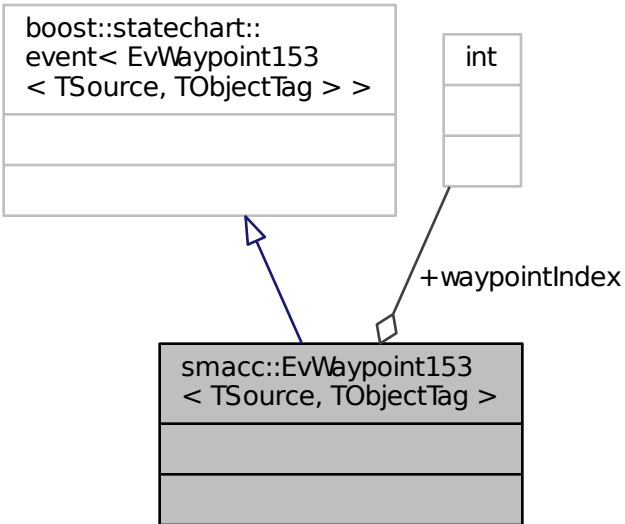 boost::statechart::
event< EvWaypoint153
< TSource, TObjectTag > >
int
+waypointIndex
smacc::EvWaypoint153
< TSource, TObjectTag >